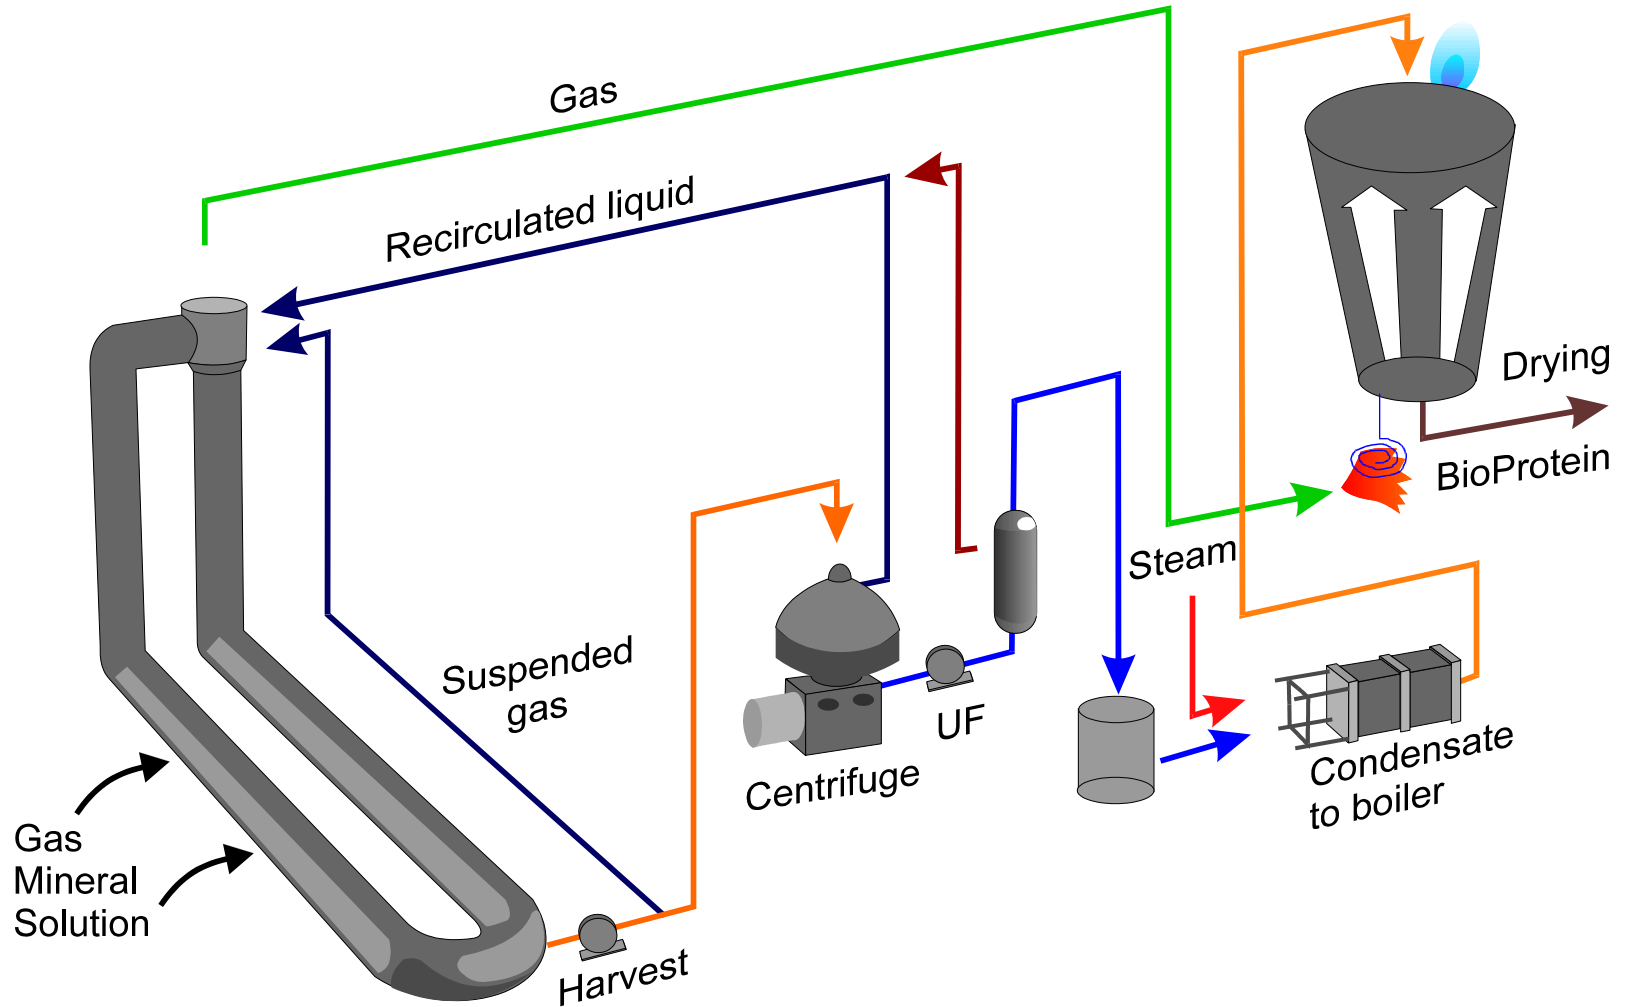 Gas
Recirculated liquid
Drying
BioProtein
Steam
Suspended
gas
UF
Centrifuge
Condensate
to boiler
Gas
Mineral
Solution
Harvest